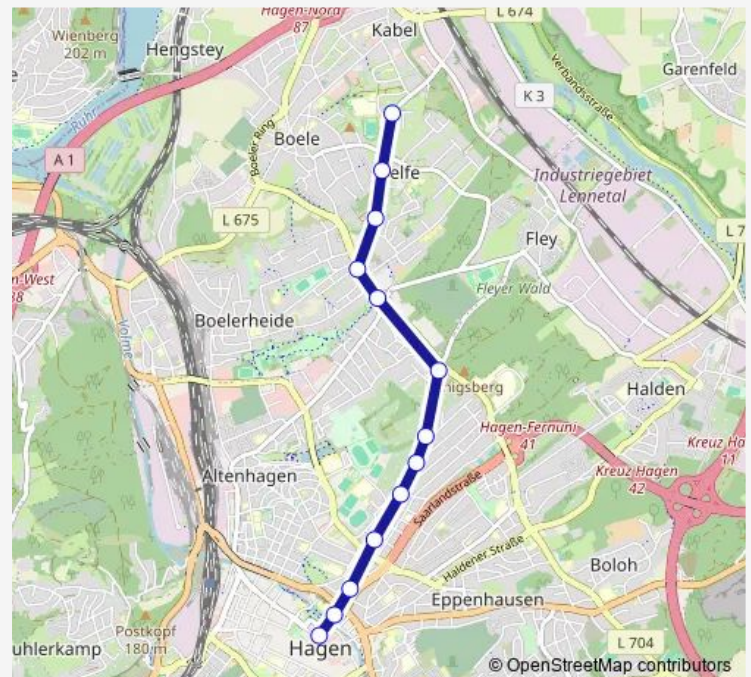 Hagen-Nord
87
L 674
Wienberg
202 m
Hengstey
Kabel
Garenfeld
Verbandsstraße
K 3
Ruhr
Boele
Boeler Ring
A 1
elfe
Industriegebiet
Lennetal
L 675
L 7
Fley
n-West
38
Fleyer Wald
Volme
Boelerheide
nigsberg
Halden
Hagen-Fernuni
41
Kreuz Ha
11
Kreuz Hagen
42
Altenhagen
Saarlandstraße
Haldener Straße
Boloh
Eppenhausen
Postkopf
180 m
uhlerkamp
Hagen
L 704
© OpenStreetMap contributors